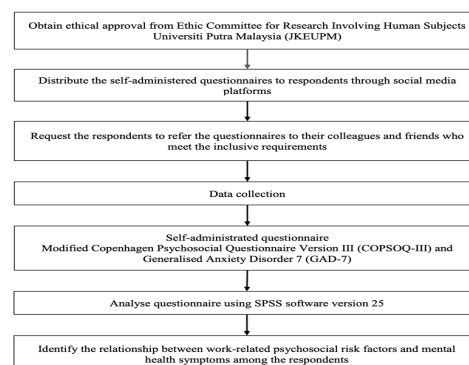 Obtain ethical approval from Ethic Committee for Research Involving Human Subjects
Universiti Putra Malaysia (JKEUPM)
Distribute the self-administered questionnaires to respondents through social media
platforms
Request the respondents to refer the questionnaires to their colleagues and friends who
meet the inclusive requirements
Data collection
Self-administrated questionnaire
Modified Copenhagen Psychosocial Questionnaire Version III (COPSOQ-III) and
Generalised Anxiety Disorder 7 (GAD-7)
Analyse questionnaire using SPSS software version 25
Identify the relationship between work-related psychosocial risk factors and mental
health symptoms among the respondents